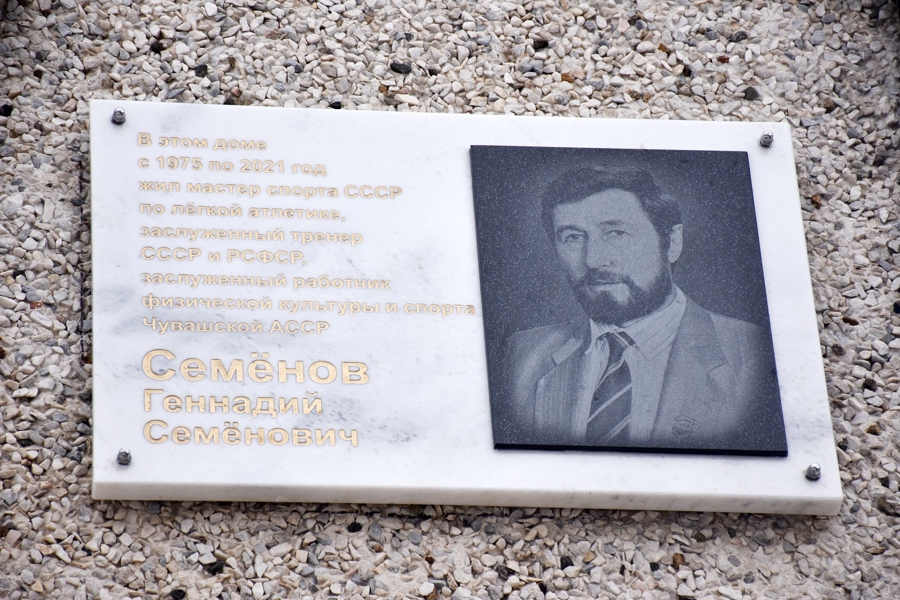 В этом доме
с 1975 по 2021 год
жил мастер спорта СССР
по лёгкой атлетике,
заслуженный тренер
СССР и РСФСР,
заслуженный работник
физической культуры и спорта
Чувашской АССР
Семёнов
Геннадий
Семёнович